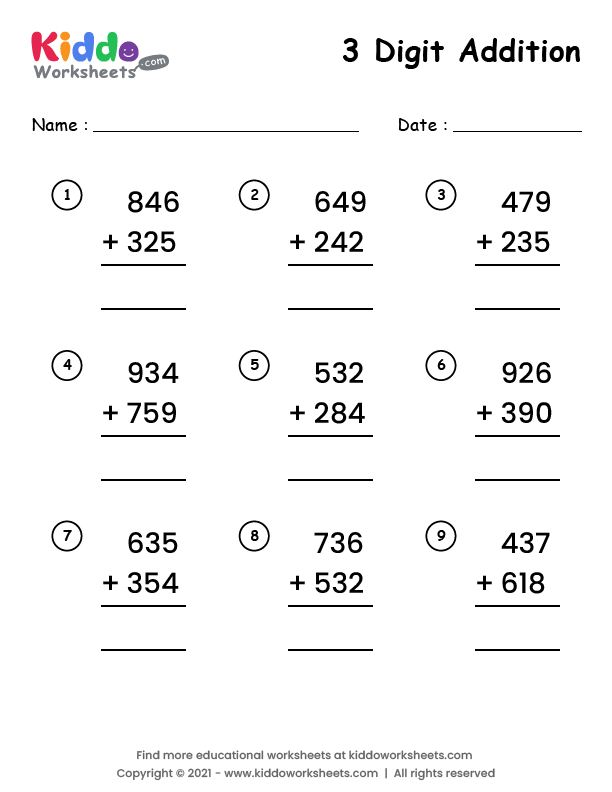 Kiddo
Worksheets .com
3 Digit Addition
Name : Date :
1 2 3
846 649 479
+ 325 + 242 + 235
4 5 6
934 532 926
+ 759 + 284 + 390
7 8 9
635 736 437
+ 354 + 532 + 618
Find more educational worksheets at kiddoworksheets.com
Copyright © 2021 - www.kiddoworksheets.com | All rights reserved